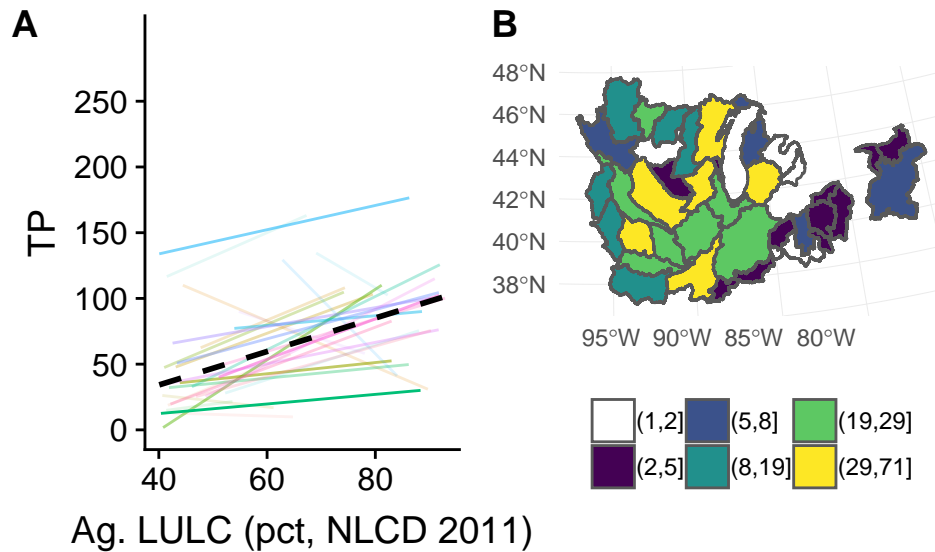 A
TP
250
200
150
100
50
0
40 60 80
Ag. LULC (pct, NLCD 2011)
B
48°N
46°N
44°N
42°N
40°N
38°N
95°W 90°W 85°W 80°W
(1,2] (5,8] (19,29]
(2,5] (8,19] (29,71]